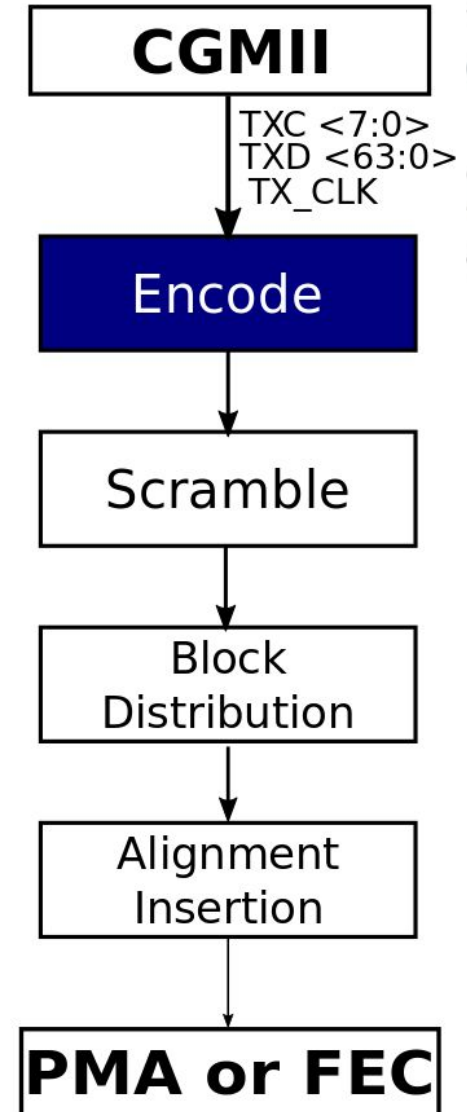 CGMII
TXC <7:0>
TXD <63:0>
TX_CLK
Encode
Scramble
Block
Distribution
Alignment
Insertion
PMA or FEC